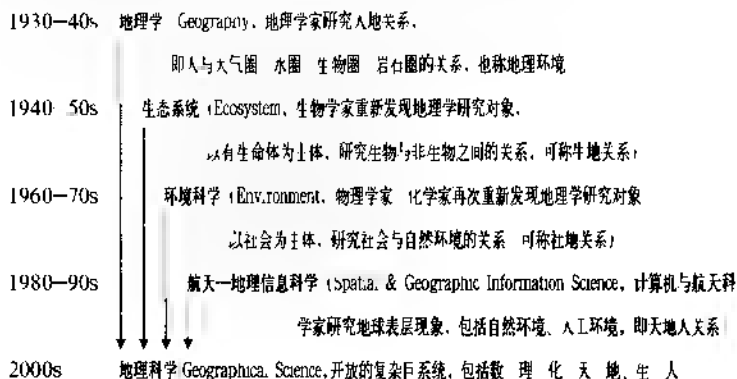 1930—40s 地理学 Geography, 地理学家研究人地关系,
即人与大气圈 水圈 生物圈 岩石圈的关系, 也称地理环境
1940 50s 生态系统 (Ecosystem, 生物学家重新发现地理学研究对象,
以有生命体为主体, 研究生物与非生物之间的关系, 可称生地关系)
1960—70s 环境科学 (Environment, 物理学家 化学家再次重新发现地理学研究对象
以社会为主体, 研究社会与自然环境的关系 可称社地关系)
1980—90s 航天—地理信息科学 (Spatial & Geographic Information Science, 计算机与航天科
学家研究地球表层现象, 包括自然环境、人工环境, 即天地人关系
2000s 地理科学 Geographical Science, 开放的复杂巨系统, 包括数 理 化 天 地、生 人